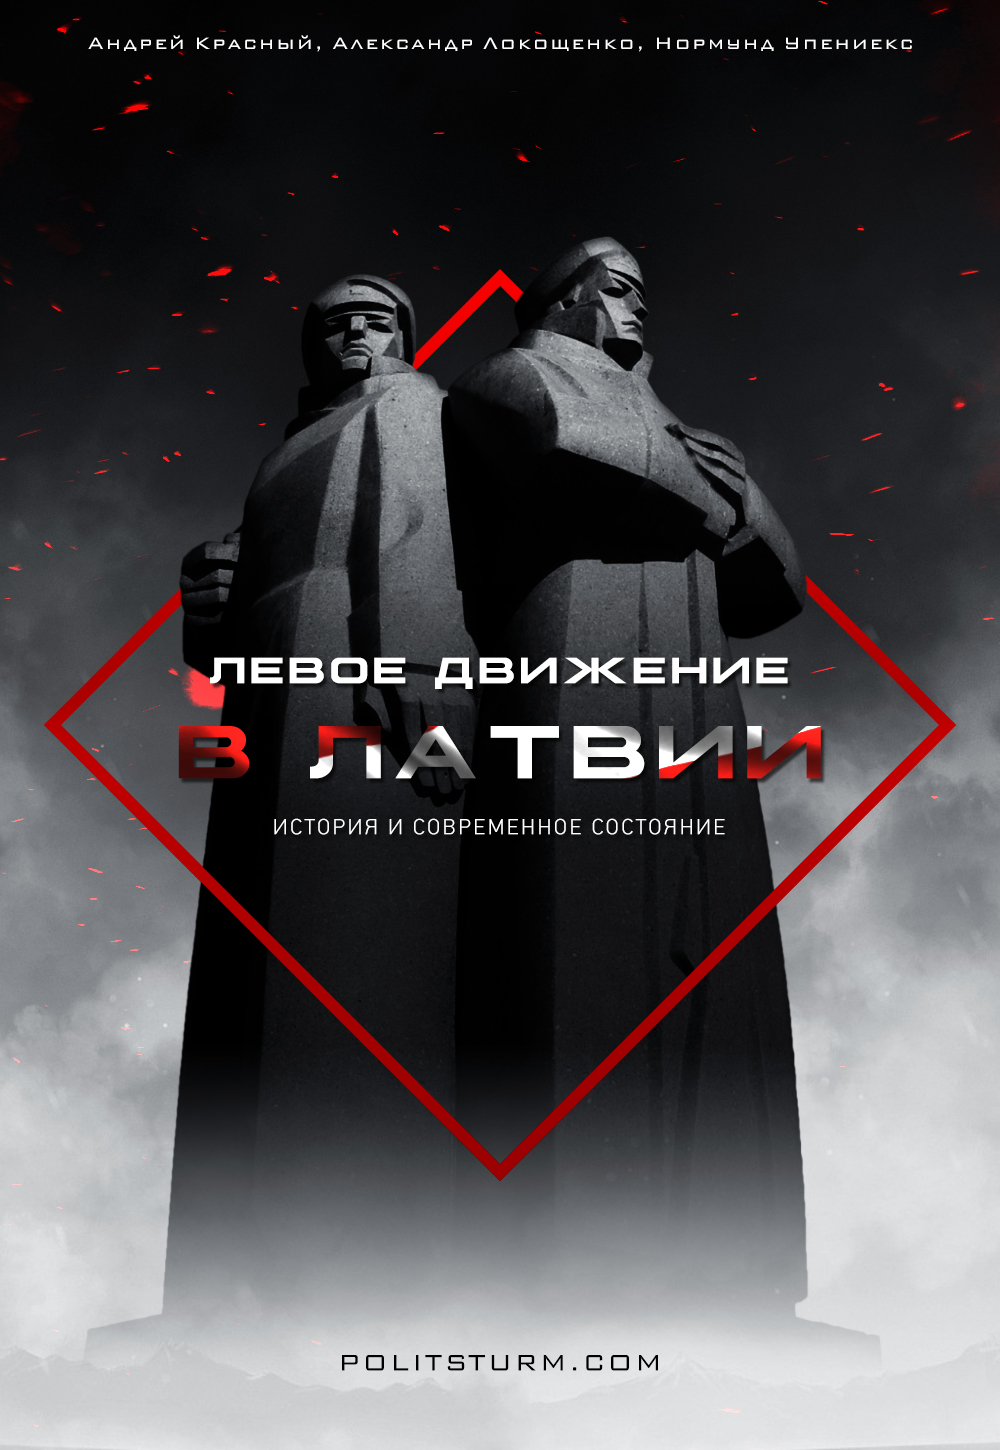 Андрей Красный, Александр Локощенко, Нормунд Упениекс
ЛЕВОЕ ДВИЖЕНИЕ
В ЛАТВИИ
ИСТОРИЯ И СОВРЕМЕННОЕ СОСТОЯНИЕ
POLITSTURM.COM